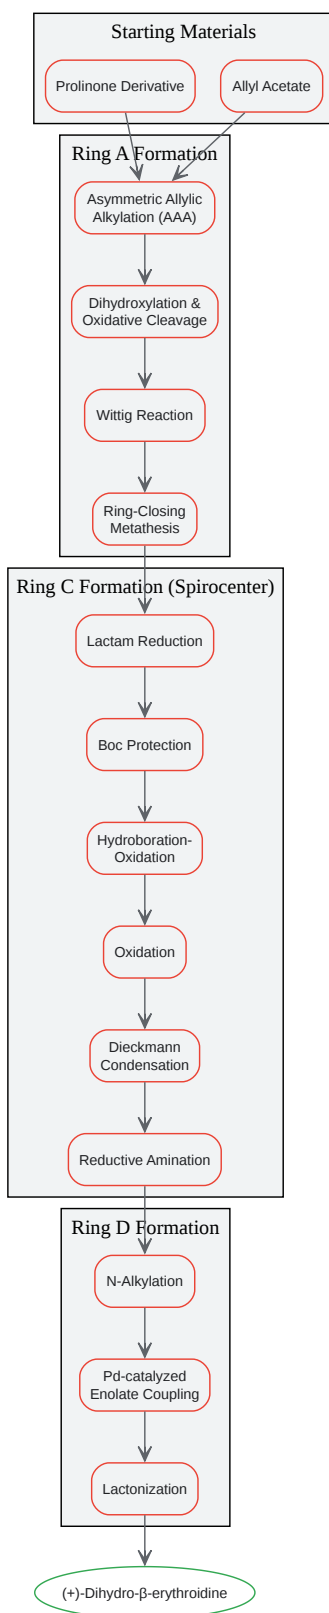 Starting Materials
Prolinone Derivative
Allyl Acetate
Ring A Formation
Asymmetric Allylic
Alkylation (AAA)
Dihydroxylation &
Oxidative Cleavage
Wittig Reaction
Ring-Closing
Metathesis
Ring C Formation (Spirocenter)
Lactam Reduction
Boc Protection
Hydroboration-
Oxidation
Oxidation
Dieckmann
Condensation
Reductive Amination
Ring D Formation
N-Alkylation
Pd-catalyzed
Enolate Coupling
Lactonization
(+)-Dihydro-β-erythroidine